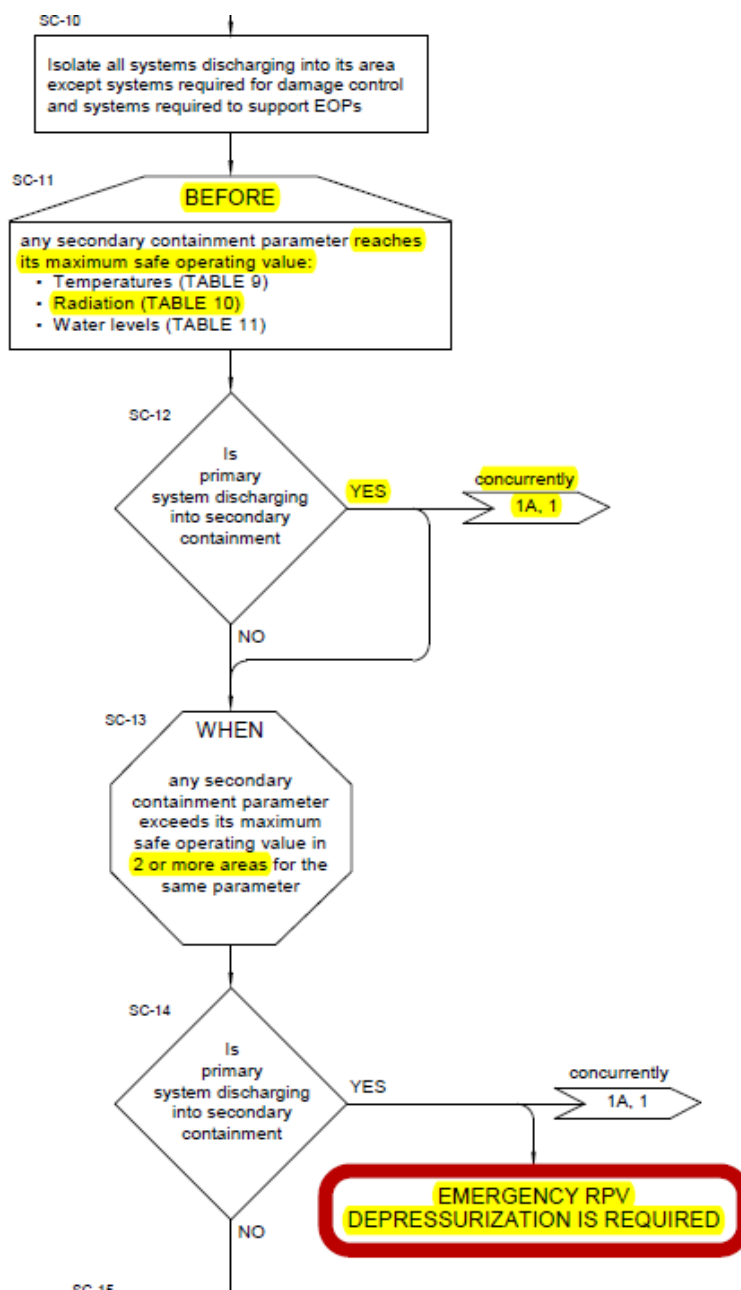 SC-10
Isolate all systems discharging into its area
except systems required for damage control
and systems required to support EOPs
SC-11
BEFORE
any secondary containment parameter reaches
its maximum safe operating value:
• Temperatures (TABLE 9)
• Radiation (TABLE 10)
• Water levels (TABLE 11)
SC-12
Is
primary
system discharging
into secondary
containment
YES
concurrently
1A, 1
NO
SC-13
WHEN
any secondary
containment parameter
exceeds its maximum
safe operating value in
2 or more areas for the
same parameter
SC-14
Is
primary
system discharging
into secondary
containment
YES
concurrently
1A, 1
EMERGENCY RPV
DEPRESSURIZATION IS REQUIRED
NO
SC-15